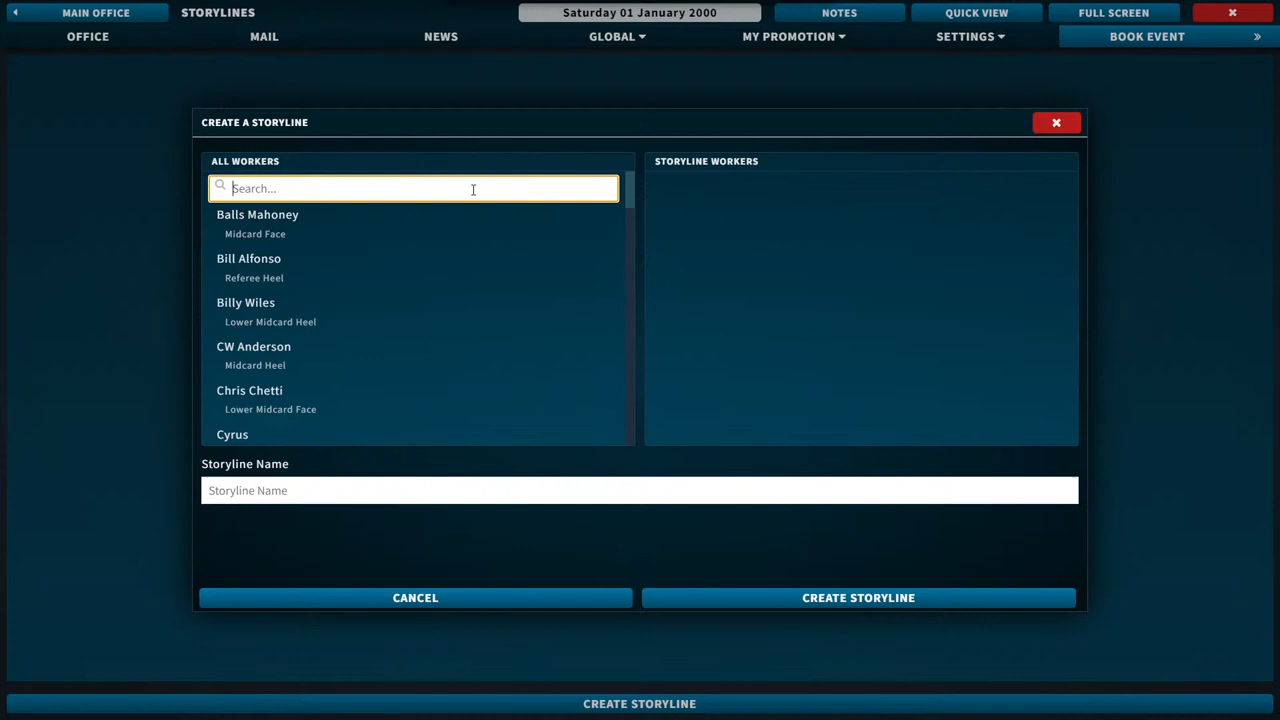 MAIN OFFICE
STORYLINES
Saturday 01 January 2000
NOTES
QUICK VIEW
FULL SCREEN
OFFICE
MAIL
NEWS
GLOBAL
MY PROMOTION
SETTINGS
BOOK EVENT
CREATE A STORYLINE
ALL WORKERS
STORYLINE WORKERS
Search...
Balls Mahoney
Midcard Face
Bill Alfonso
Referee Heel
Billy Wiles
Lower Midcard Heel
CW Anderson
Midcard Heel
Chris Chetti
Lower Midcard Face
Cyrus
Storyline Name
Storyline Name
CANCEL
CREATE STORYLINE
CREATE STORYLINE